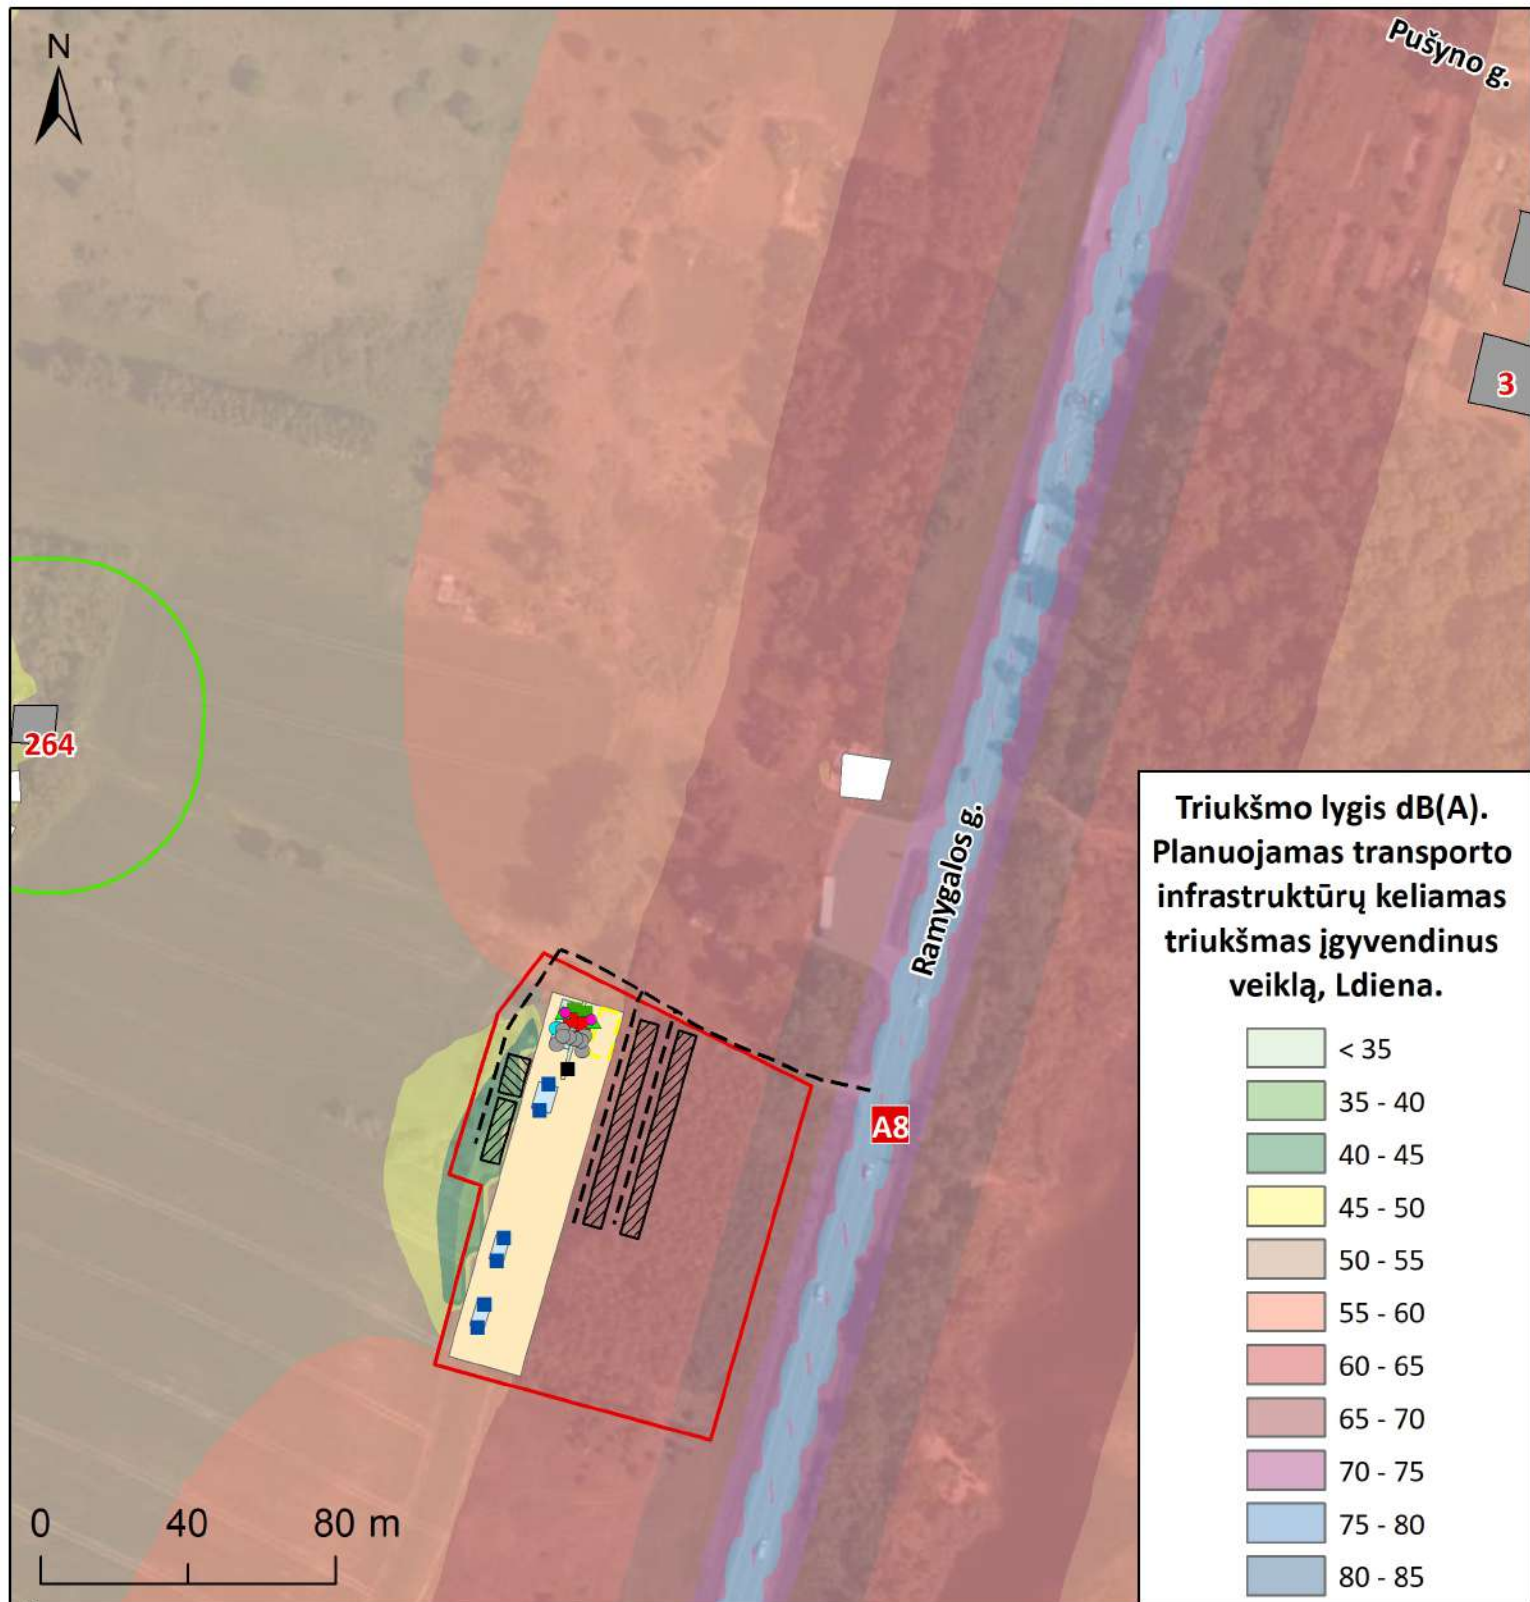 N
Pušyno g.
3
264
Ramygalos g.
A8
0 40 80 m
Triukšmo lygis dB(A).
Planuojamas transporto
infrastruktūrų keliamas
triukšmas įgyvendinus
veiklą, Ldiena.
< 35
35 - 40
40 - 45
45 - 50
50 - 55
55 - 60
60 - 65
65 - 70
70 - 75
75 - 80
80 - 85